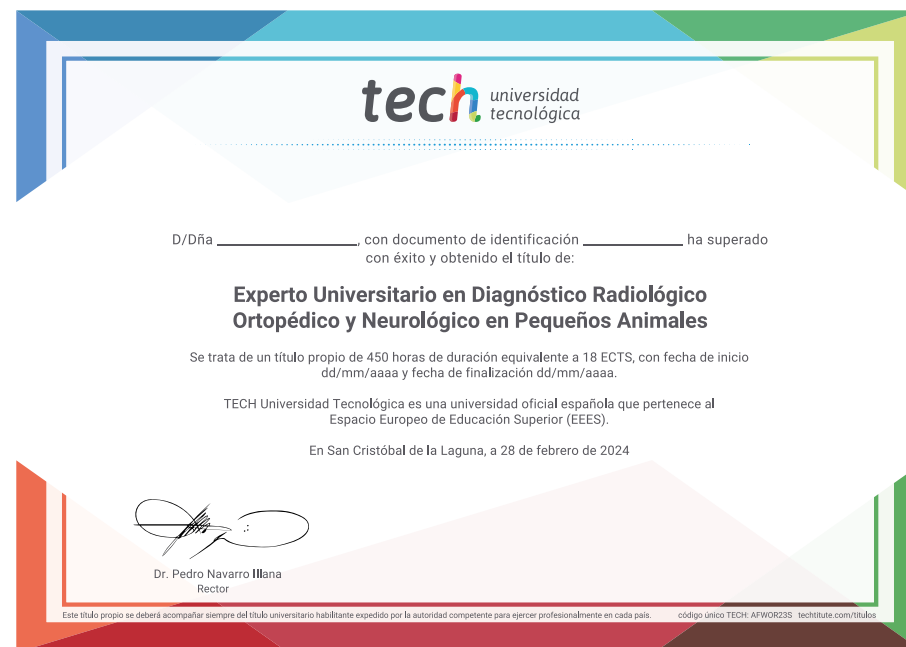 tech universidad
tecnológica
D/Dña ____________________, con documento de identificación ______________ ha superado
con éxito y obtenido el título de:
Experto Universitario en Diagnóstico Radiológico
Ortopédico y Neurológico en Pequeños Animales
Se trata de un título propio de 450 horas de duración equivalente a 18 ECTS, con fecha de inicio
dd/mm/aaaa y fecha de finalización dd/mm/aaaa.
TECH Universidad Tecnológica es una universidad oficial española que pertenece al
Espacio Europeo de Educación Superior (EEES).
En San Cristóbal de la Laguna, a 28 de febrero de 2024
Dr. Pedro Navarro Illana
Rector
Este título propio se deberá acompañar siempre del título universitario habilitante expedido por la autoridad competente para ejercer profesionalmente en cada país. código único TECH: AFWOR23S techtitute.com/titulos